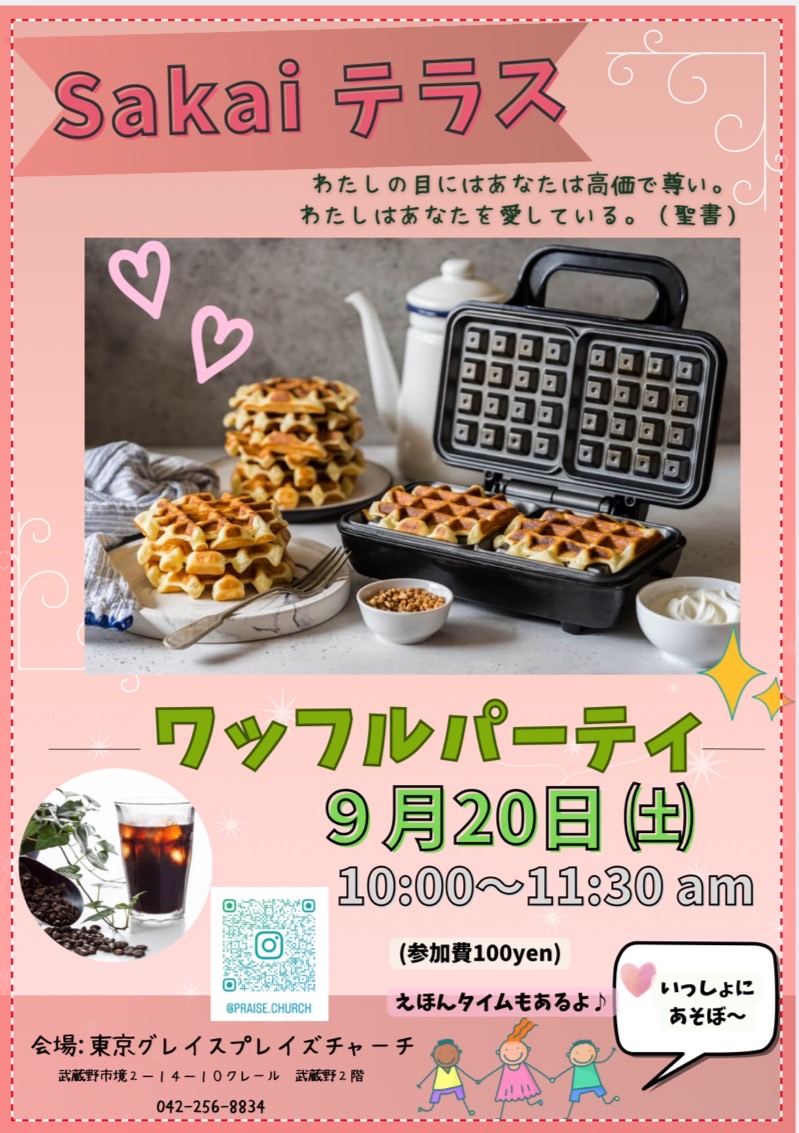 Sakai テラス
わたしの目にはあなたは高価で尊い。
わたしはあなたを愛している。（聖書）
ワッフルパーティ
９月20日㈯
10:00〜11:30 am
(参加費100yen)
えほんタイムもあるよ♪
いっしょに
あそぼ〜
@PRAISE.CHURCH
会場:東京グレイスプレイズチャーチ
武蔵野市境２ー１４ー１０クレール　武蔵野２階
042-256-8834